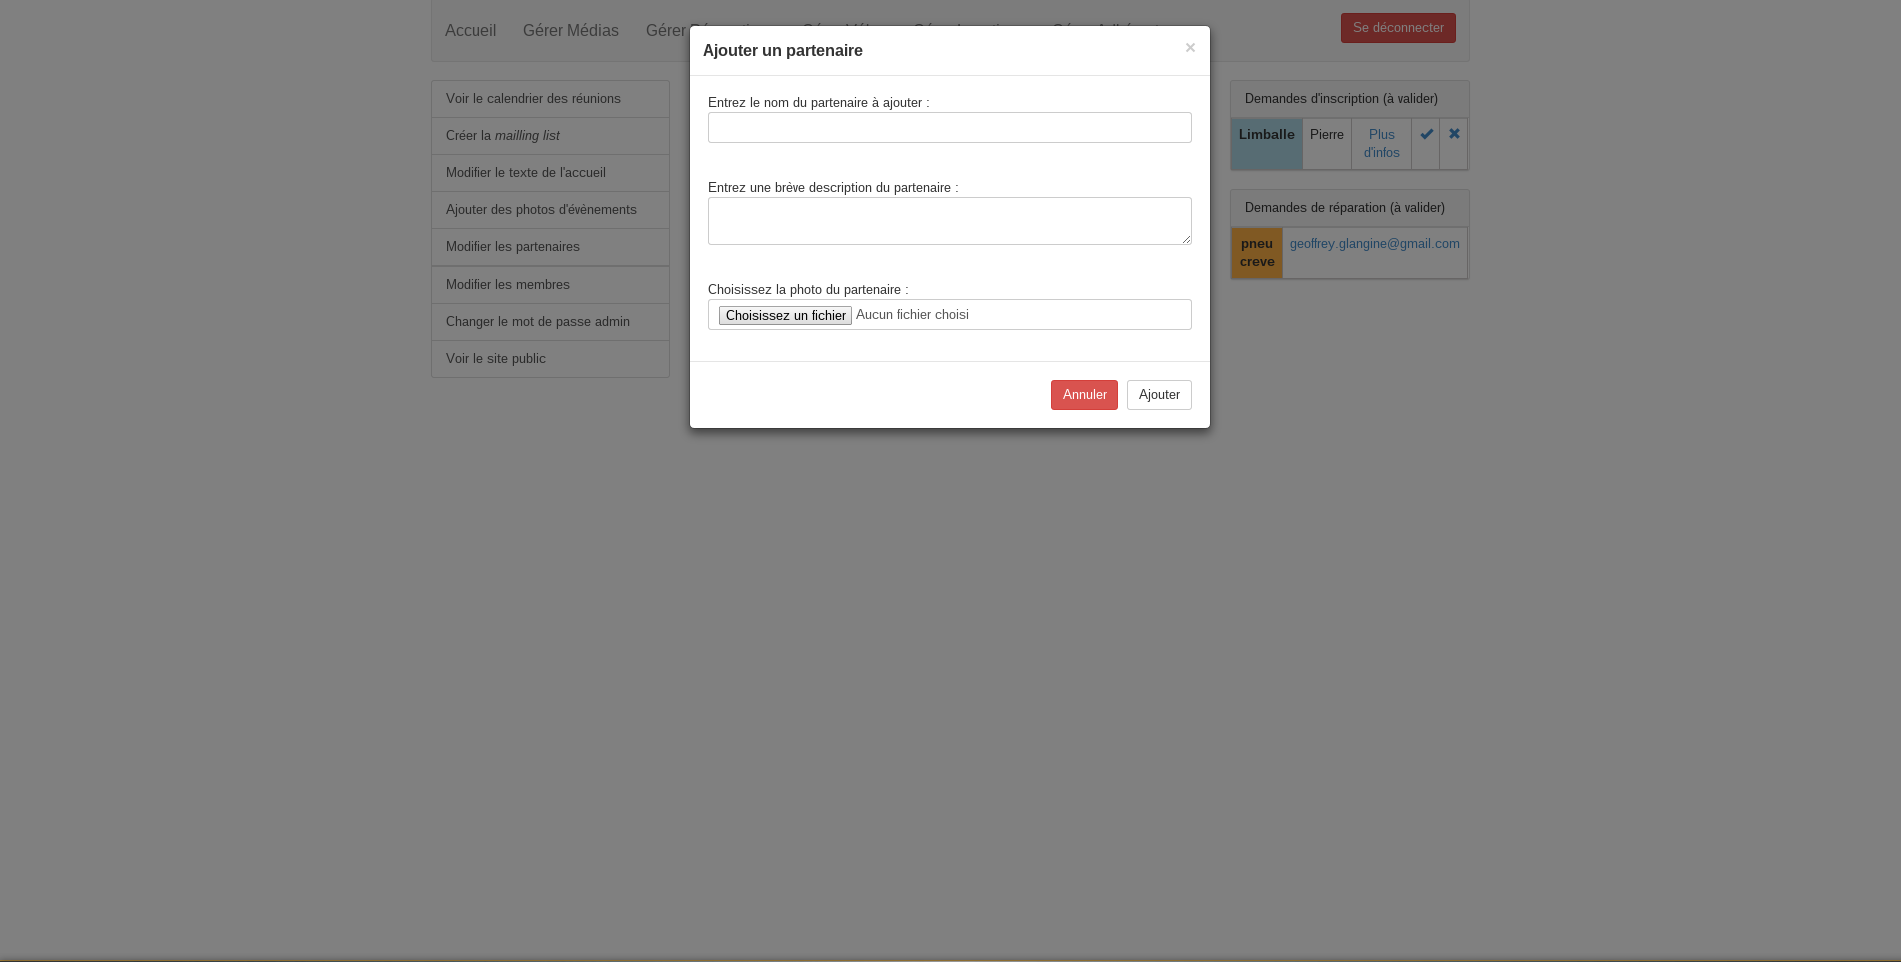 Accueil Gérer Médias Gérer
Se déconnecter
Ajouter un partenaire ×
Entrez le nom du partenaire à ajouter :
Entrez une brève description du partenaire :
Choisissez la photo du partenaire :
Choisissez un fichier Aucun fichier choisi
Annuler Ajouter
Voir le calendrier des réunions
Créer la mailling list
Modifier le texte de l'accueil
Ajouter des photos d'évènements
Modifier les partenaires
Modifier les membres
Changer le mot de passe admin
Voir le site public
Demandes d'inscription (à valider)
Limballe Pierre Plus
d'infos
Demandes de réparation (à valider)
pneu geoffrey.glangine@gmail.com
creve